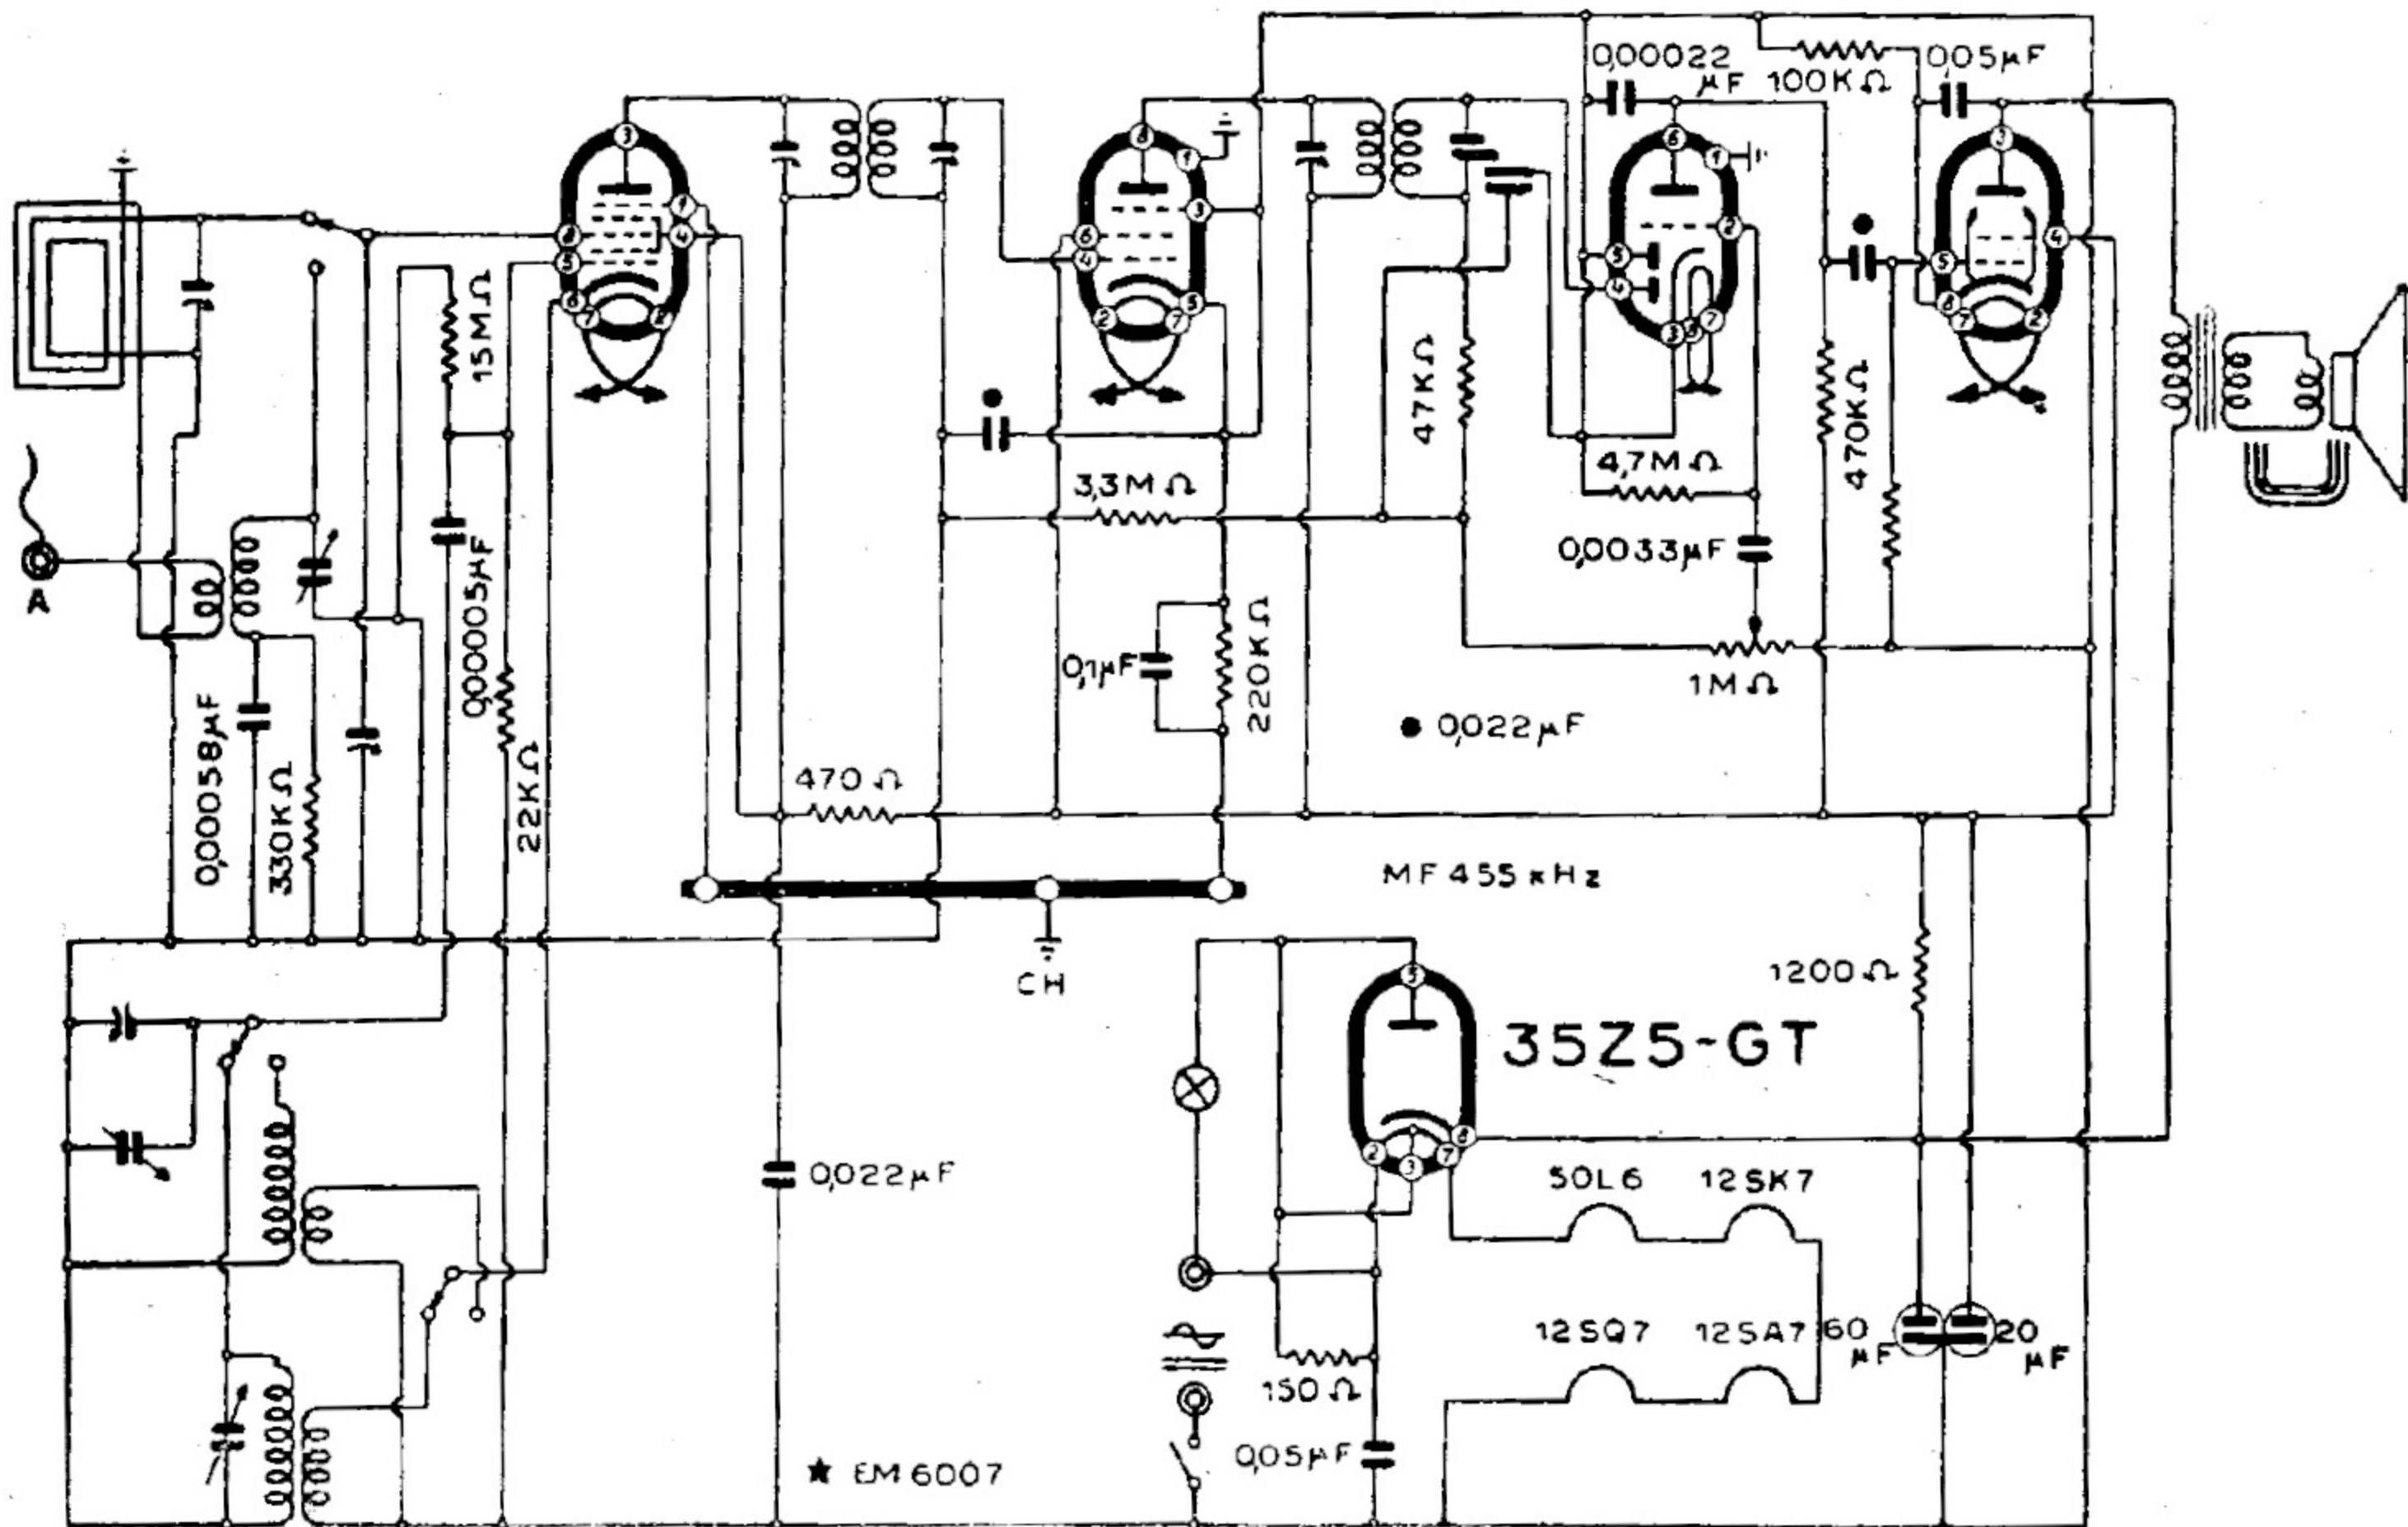 0,00022
μF
100KΩ
0,05μF
15MΩ
47KΩ
470KΩ
4,7MΩ
3,3MΩ
0,0033μF
A
0,00005μF
0,1μF
220KΩ
1MΩ
● 0,022μF
0,00058μF
330KΩ
22KΩ
470Ω
MF 455 KHz
CH
1200Ω
35Z5-GT
0,022μF
50L6
12SK7
12SQ7
12SA7
60
μF
20
μF
150Ω
0,05μF
★ EM 6007